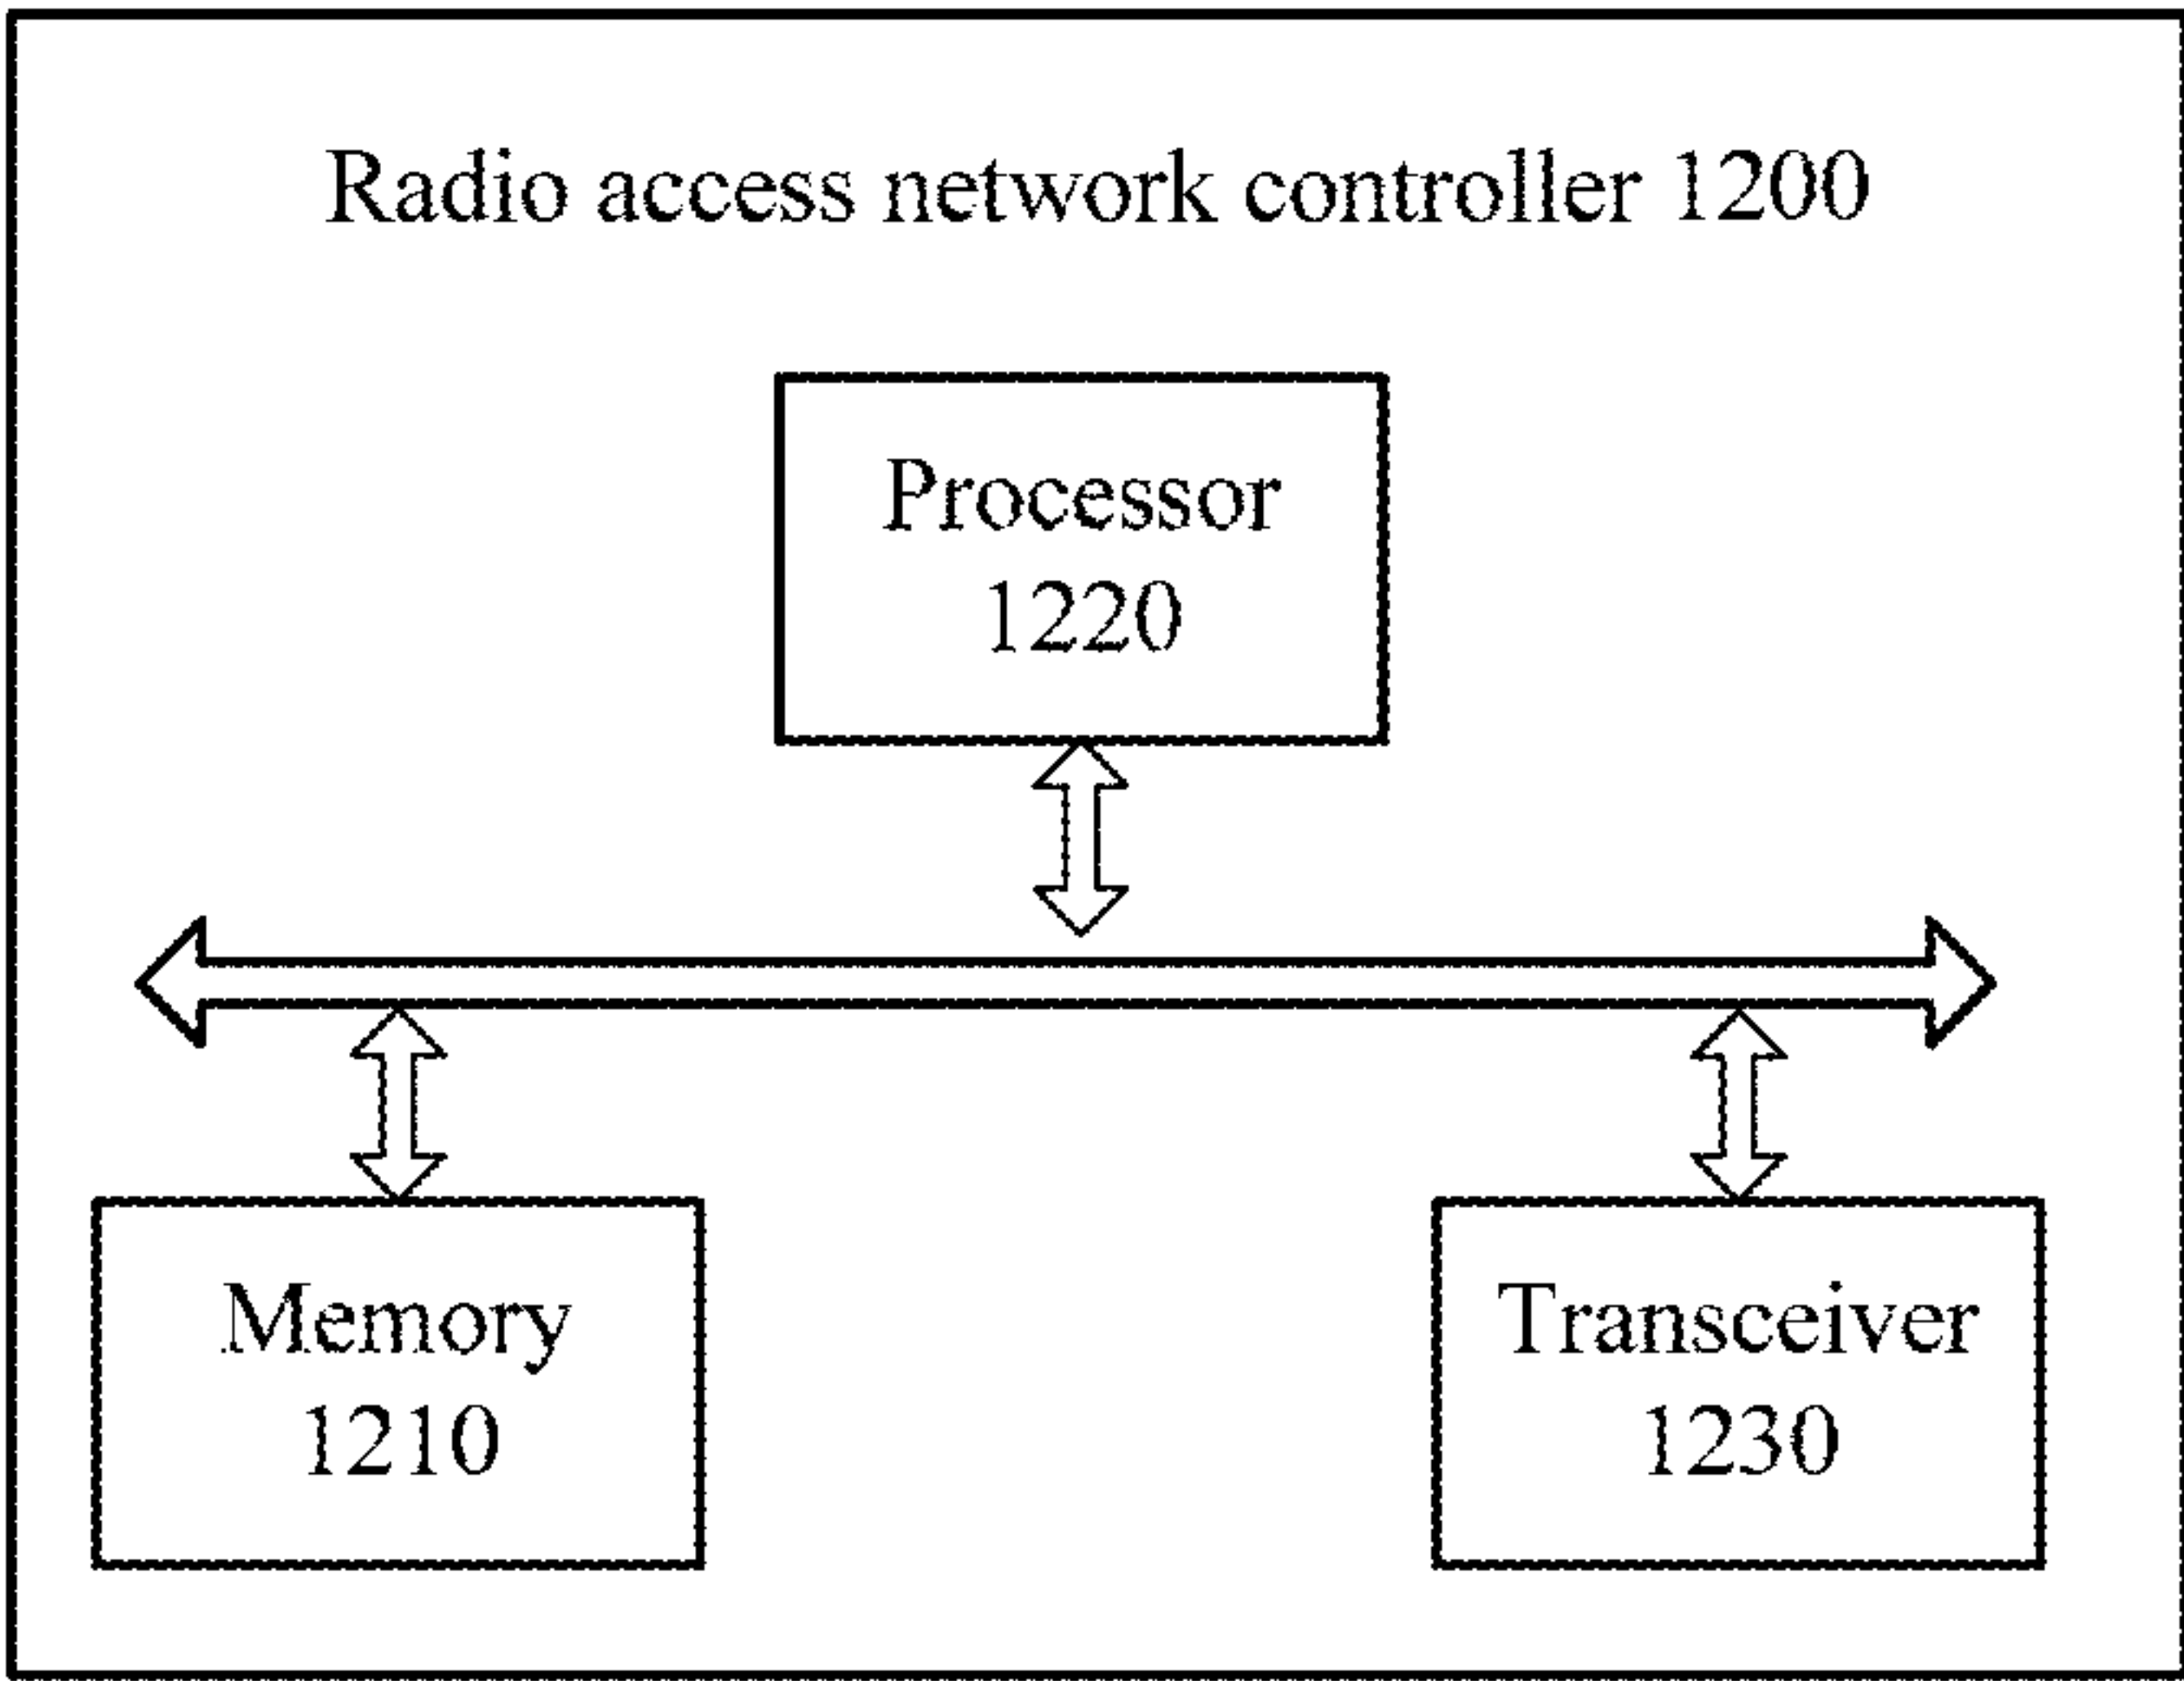 Radio access network controller 1200
Processor
1220
Memory
1210
Transceiver
1230